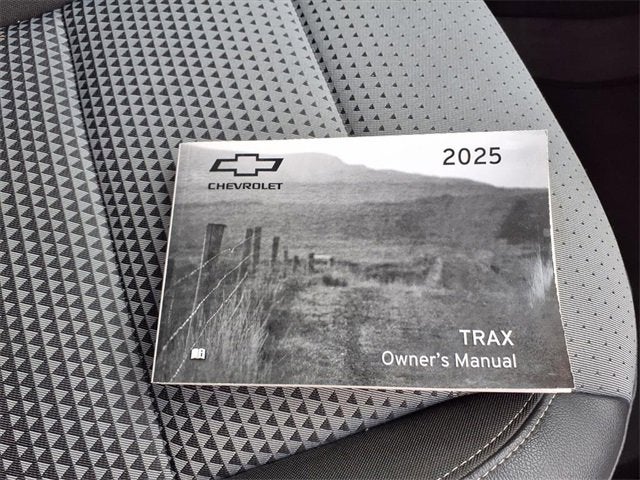 2025
CHEVROLET
TRAX
Owner's Manual